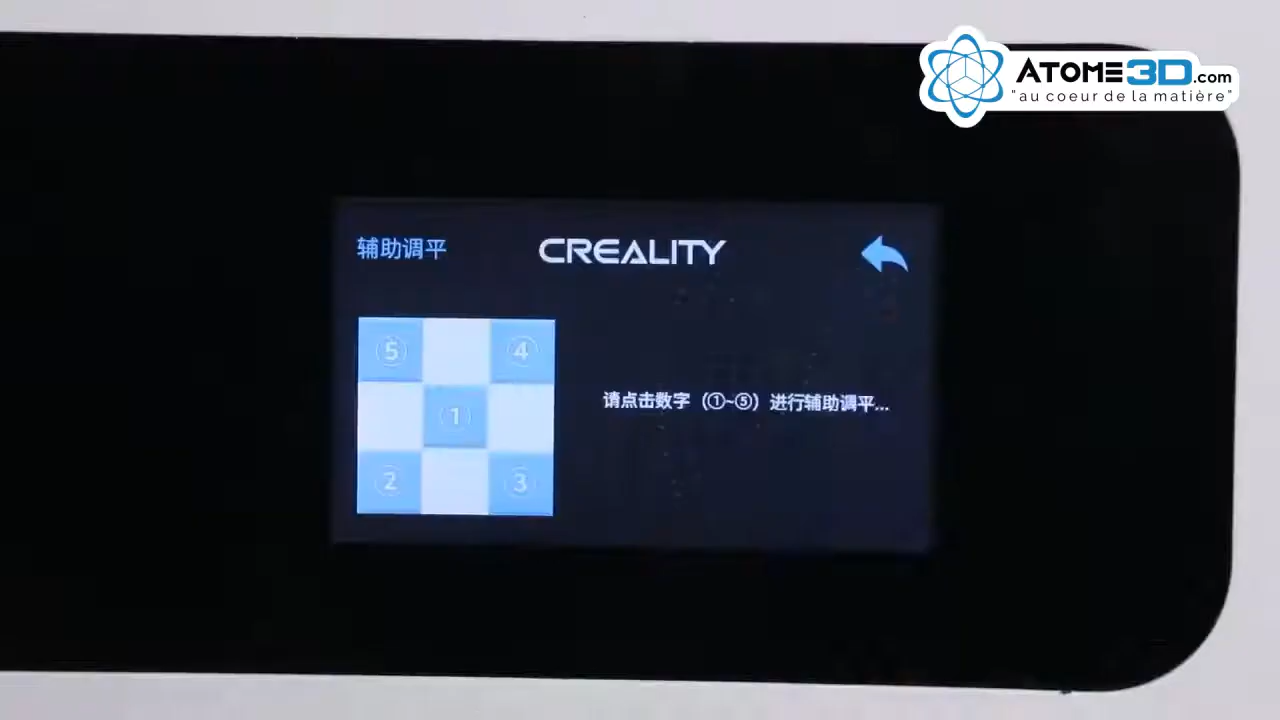 ATOME3D.com
"au coeur de la matière"
辅助调平
CREALITY
⑤ ④
①
② ③
请点击数字（①~⑤）进行辅助调平...